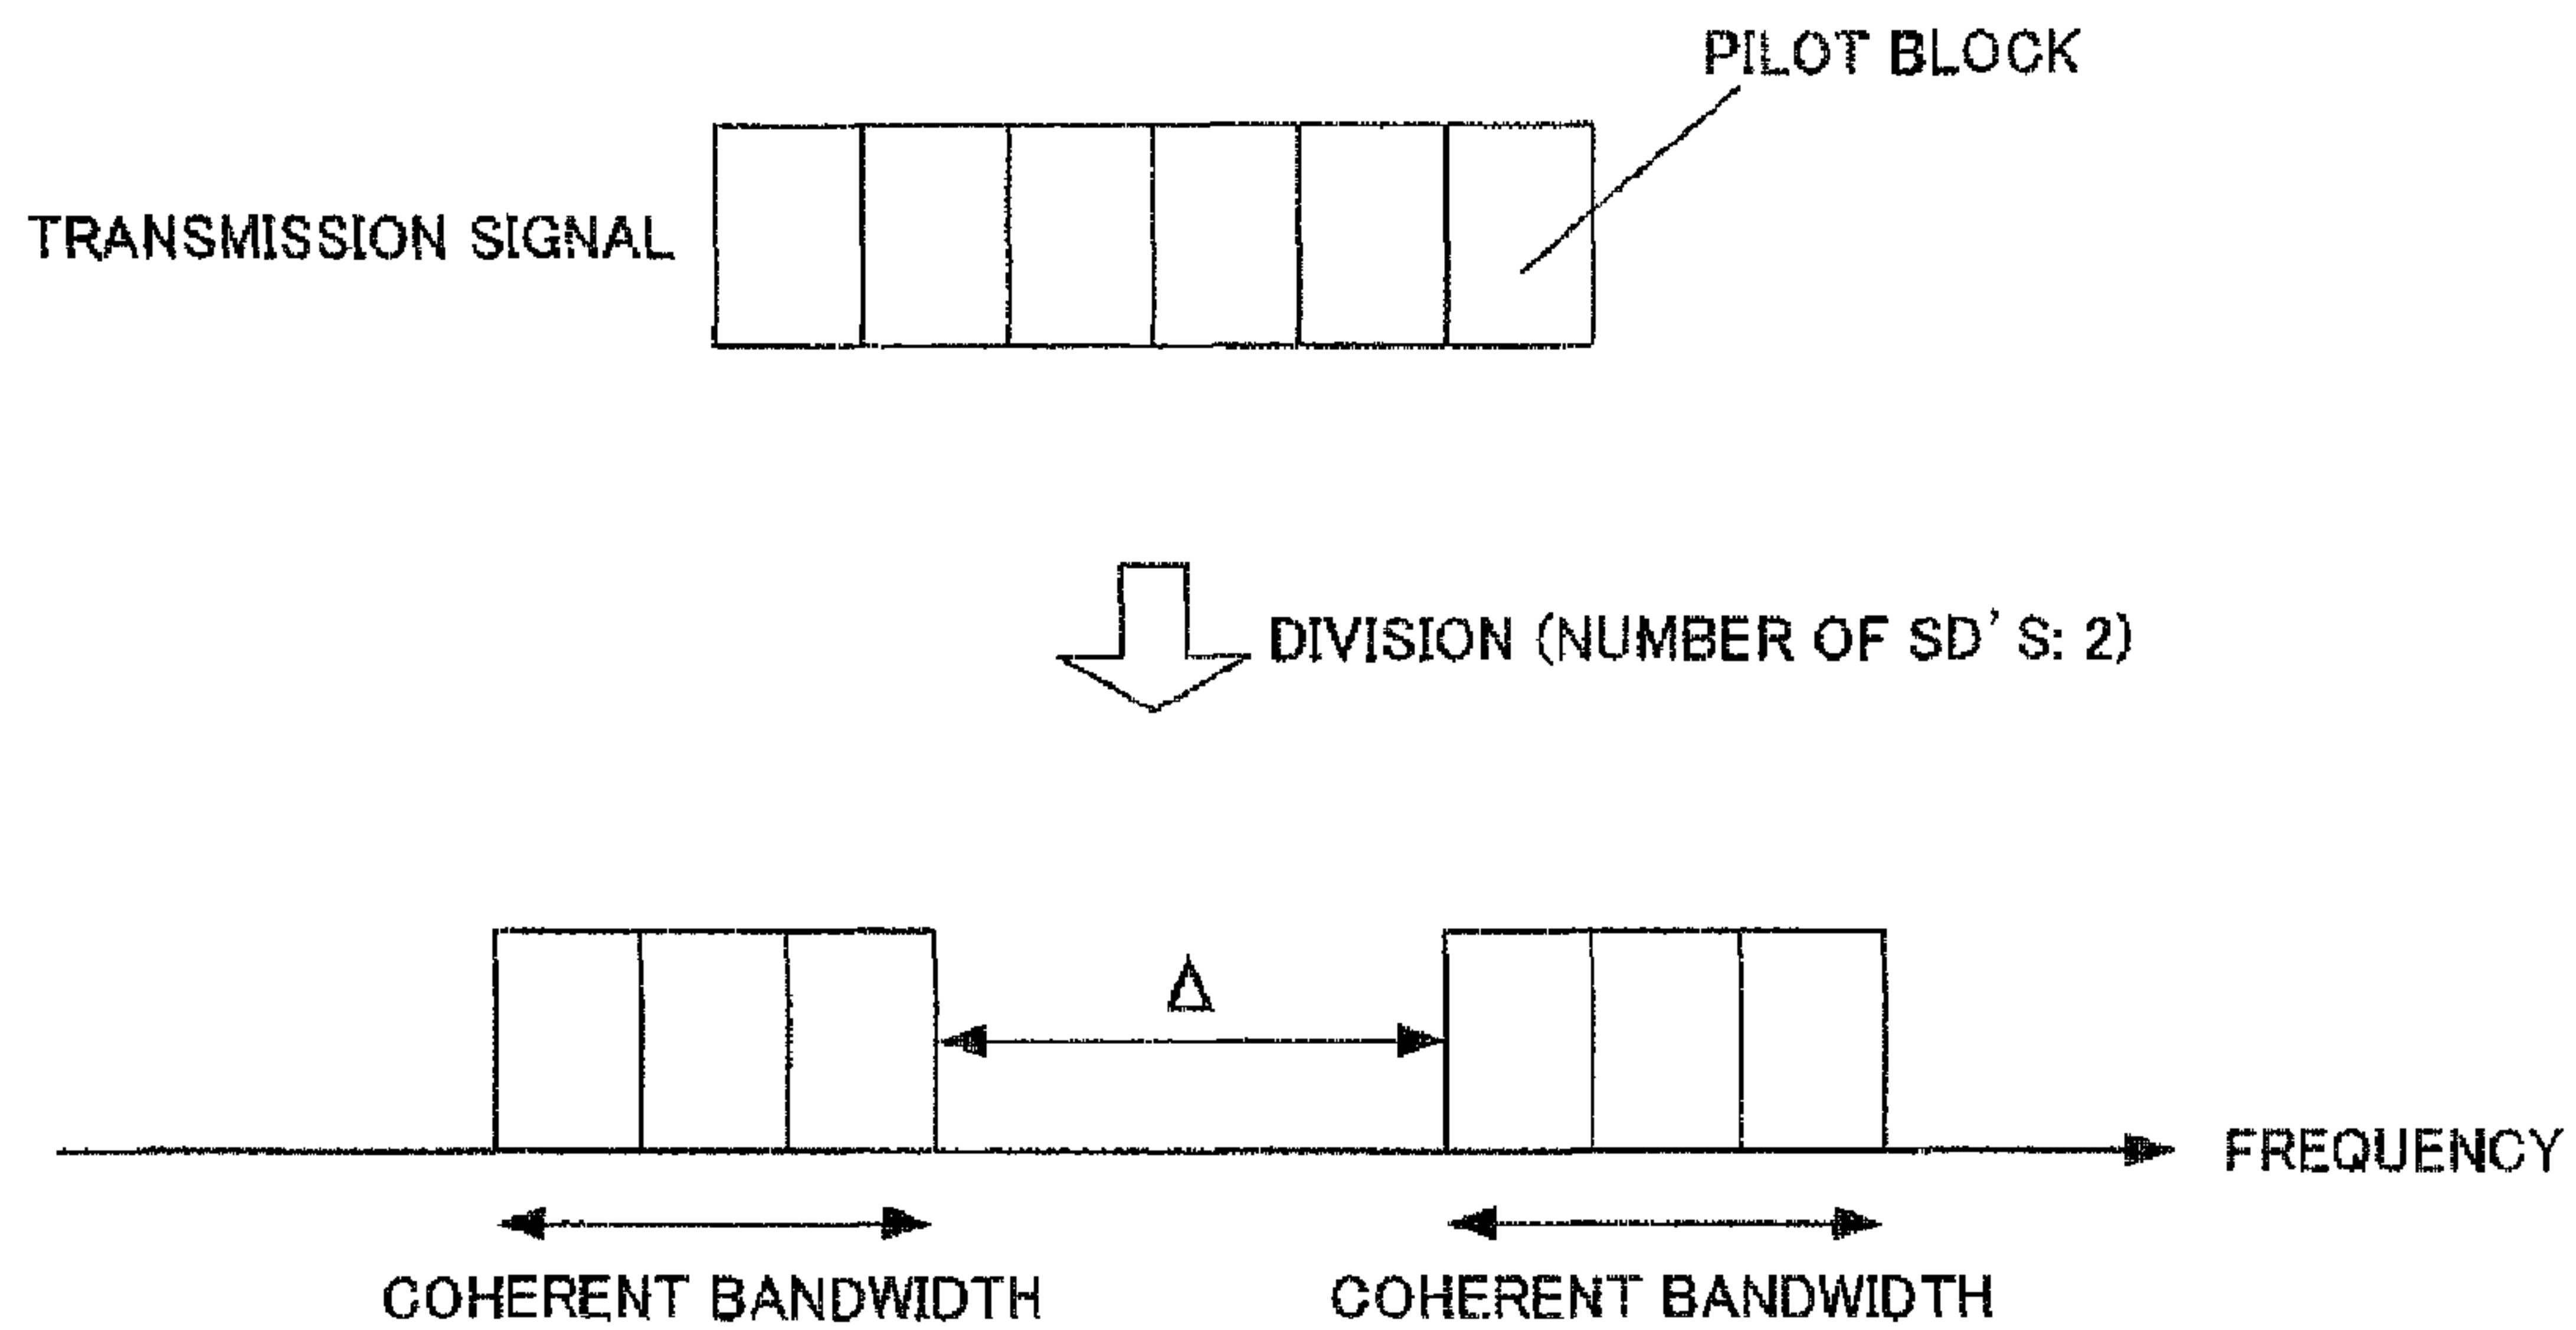 PILOT BLOCK
TRANSMISSION SIGNAL
DIVISION (NUMBER OF SD'S: 2)
Δ
FREQUENCY
COHERENT BANDWIDTH
COHERENT BANDWIDTH